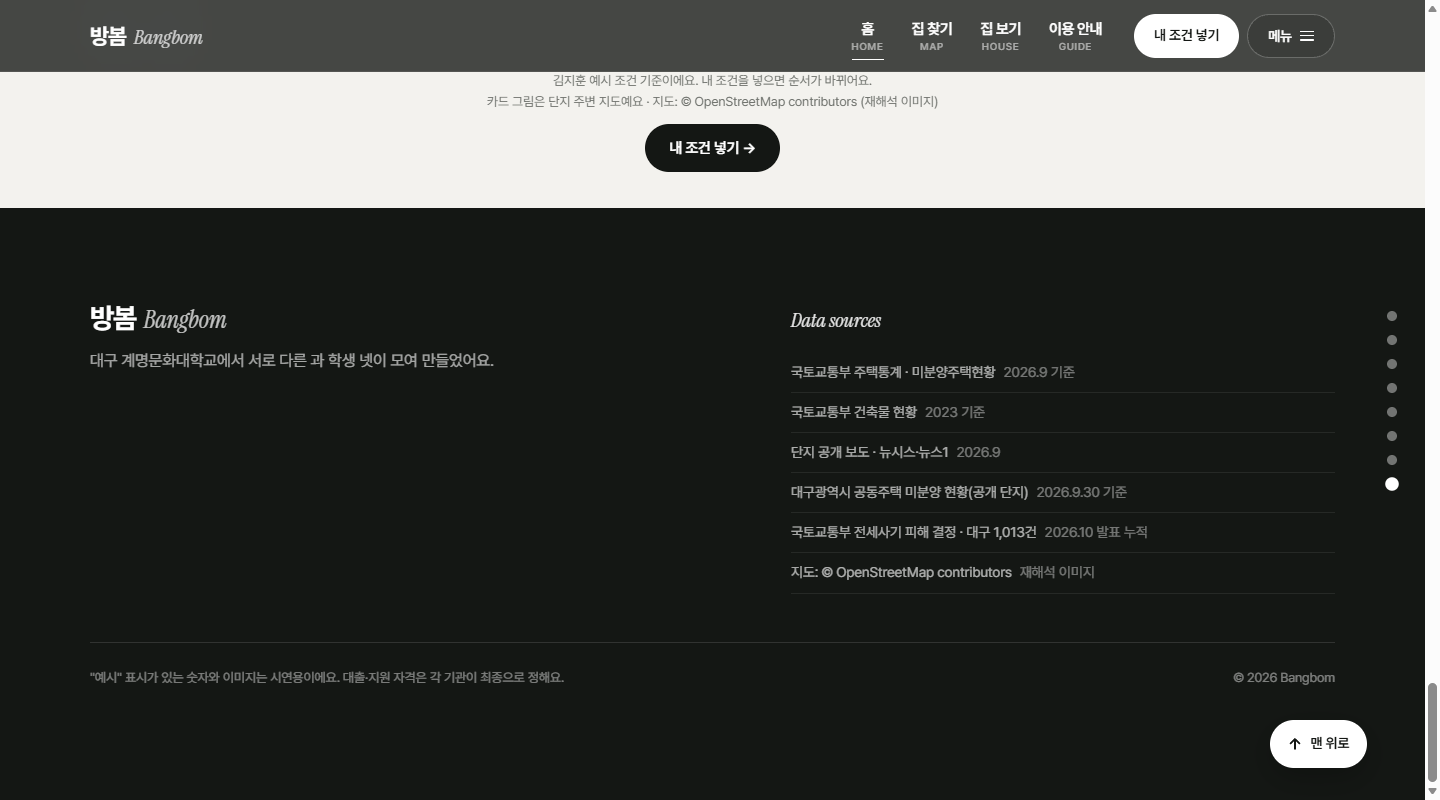 방봄 Bangbom
홈
HOME
집 찾기
MAP
집 보기
HOUSE
이용 안내
GUIDE
내 조건 넣기
메뉴
김지훈 예시 조건 기준이에요. 내 조건을 넣으면 순서가 바뀌어요.
카드 그림은 단지 주변 지도예요 · 지도: © OpenStreetMap contributors (재해석 이미지)
내 조건 넣기 →
방봄 Bangbom
대구 계명문화대학교에서 서로 다른 과 학생 넷이 모여 만들었어요.
Data sources
국토교통부 주택통계 · 미분양주택현황 2026.9 기준
국토교통부 건축물 현황 2023 기준
단지 공개 보도 · 뉴시스·뉴스1 2026.9
대구광역시 공동주택 미분양 현황(공개 단지) 2026.9.30 기준
국토교통부 전세사기 피해 결정 · 대구 1,013건 2026.10 발표 누적
지도: © OpenStreetMap contributors 재해석 이미지
"예시" 표시가 있는 숫자와 이미지는 시연용이에요. 대출·지원 자격은 각 기관이 최종으로 정해요.
© 2026 Bangbom
↑ 맨 위로